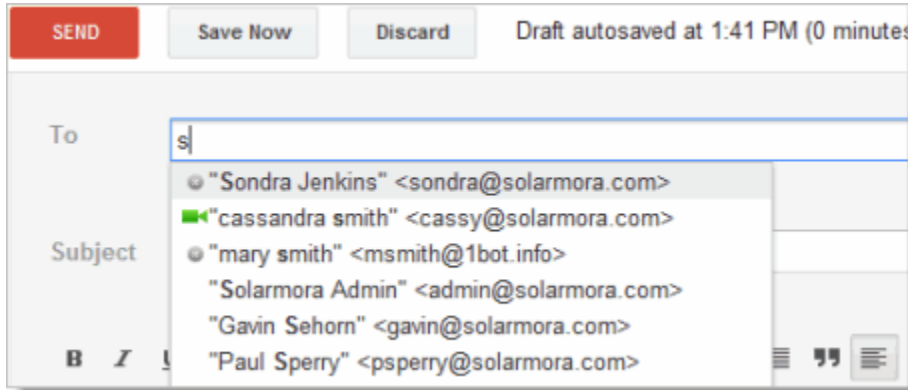 SEND Save Now Discard Draft autosaved at 1:41 PM (0 minutes
To s
"Sondra Jenkins" <sondra@solarmora.com>
"cassandra smith" <cassy@solarmora.com>
"mary smith" <msmith@1bot.info>
Subject
"Solarmora Admin" <admin@solarmora.com>
"Gavin Sehorn" <gavin@solarmora.com>
"Paul Sperry" <psperry@solarmora.com>
B I